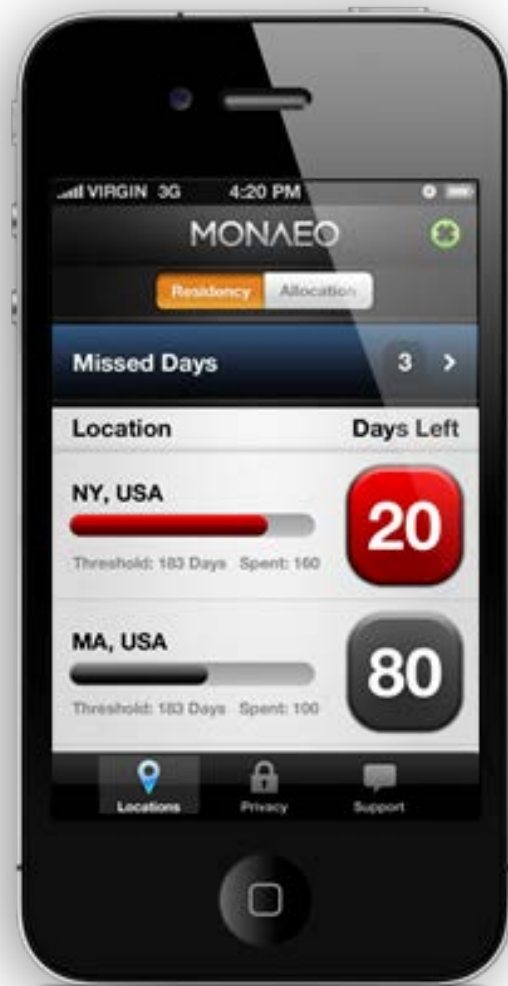 VIRGIN 3G 4:20 PM
MONAEO
Residency Allocation
Missed Days 3
Location Days Left
NY, USA
20
Threshold: 183 Days Spent: 160
MA, USA
80
Threshold: 183 Days Spent: 100
Locations Privacy Support